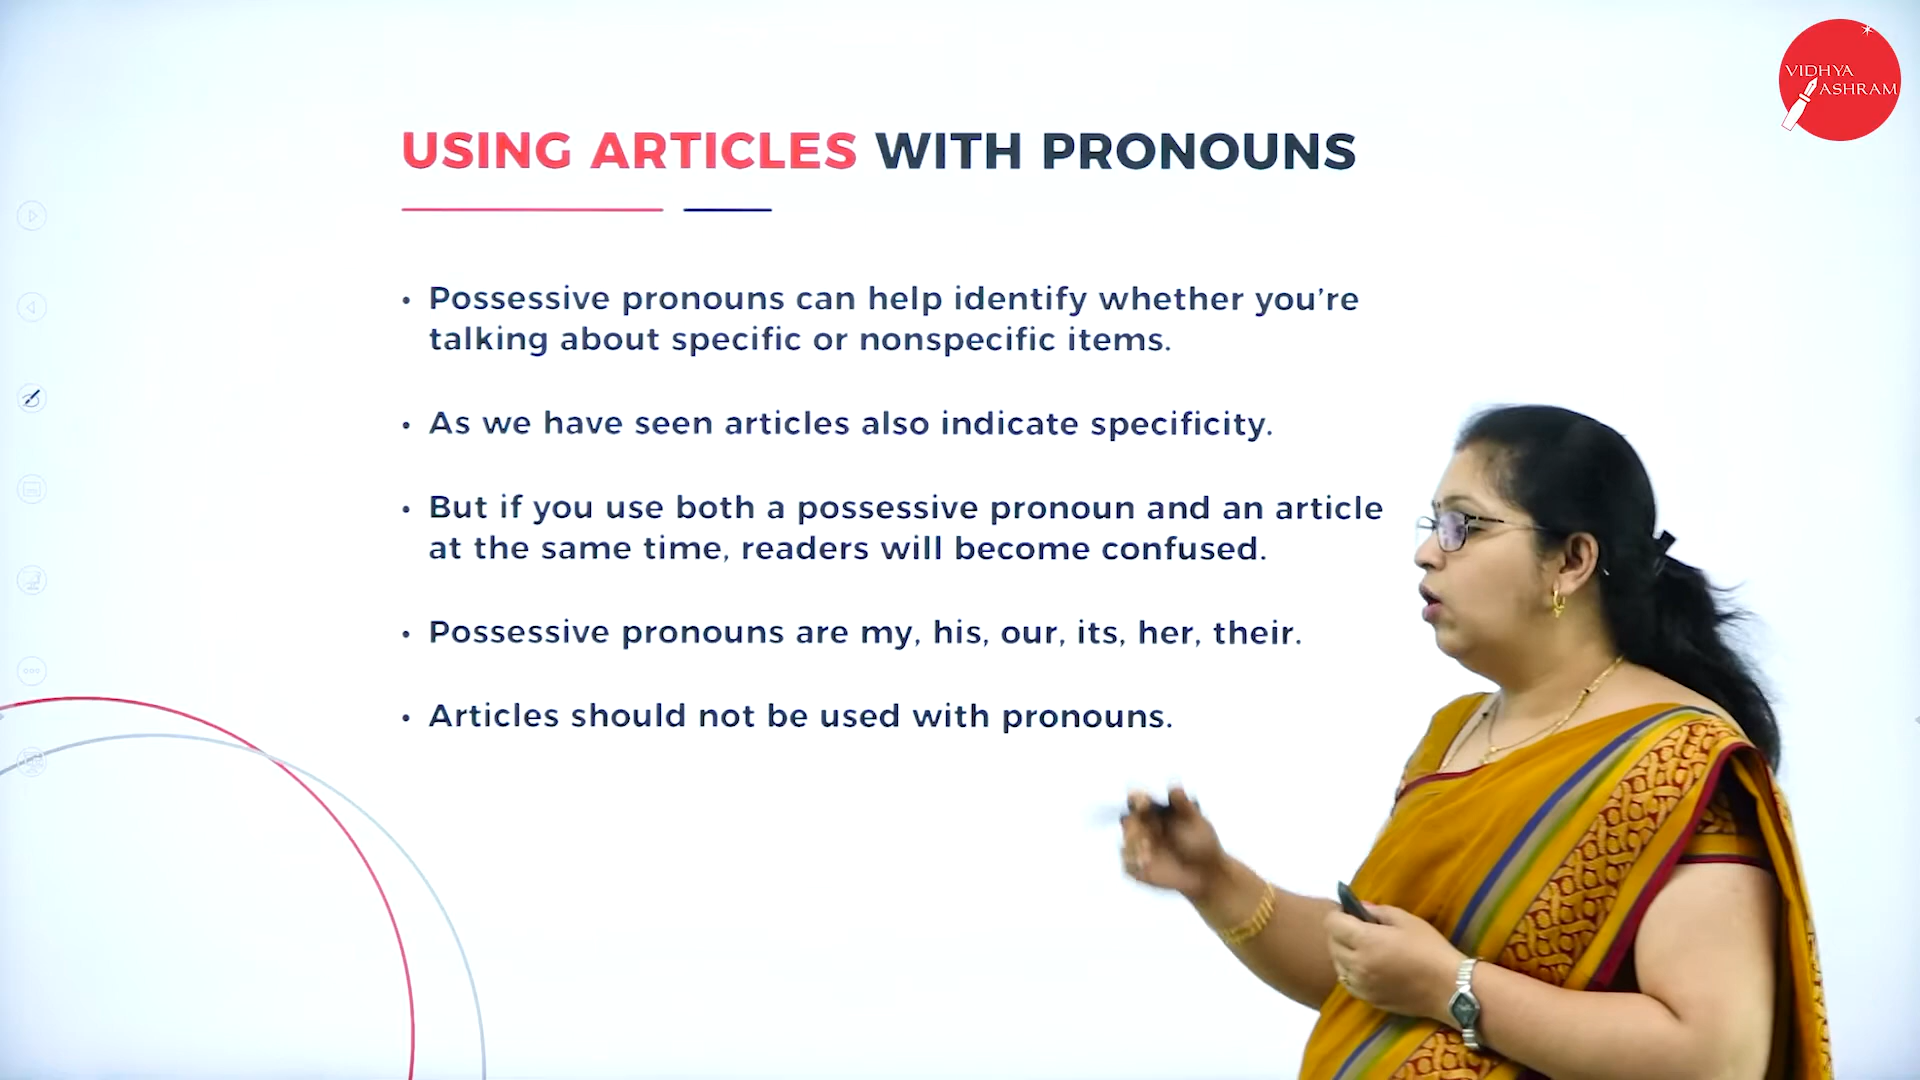 VIDHYA
ASHRAM
USING ARTICLES WITH PRONOUNS
• Possessive pronouns can help identify whether you’re
talking about specific or nonspecific items.
• As we have seen articles also indicate specificity.
• But if you use both a possessive pronoun and an article
at the same time, readers will become confused.
• Possessive pronouns are my, his, our, its, her, their.
• Articles should not be used with pronouns.